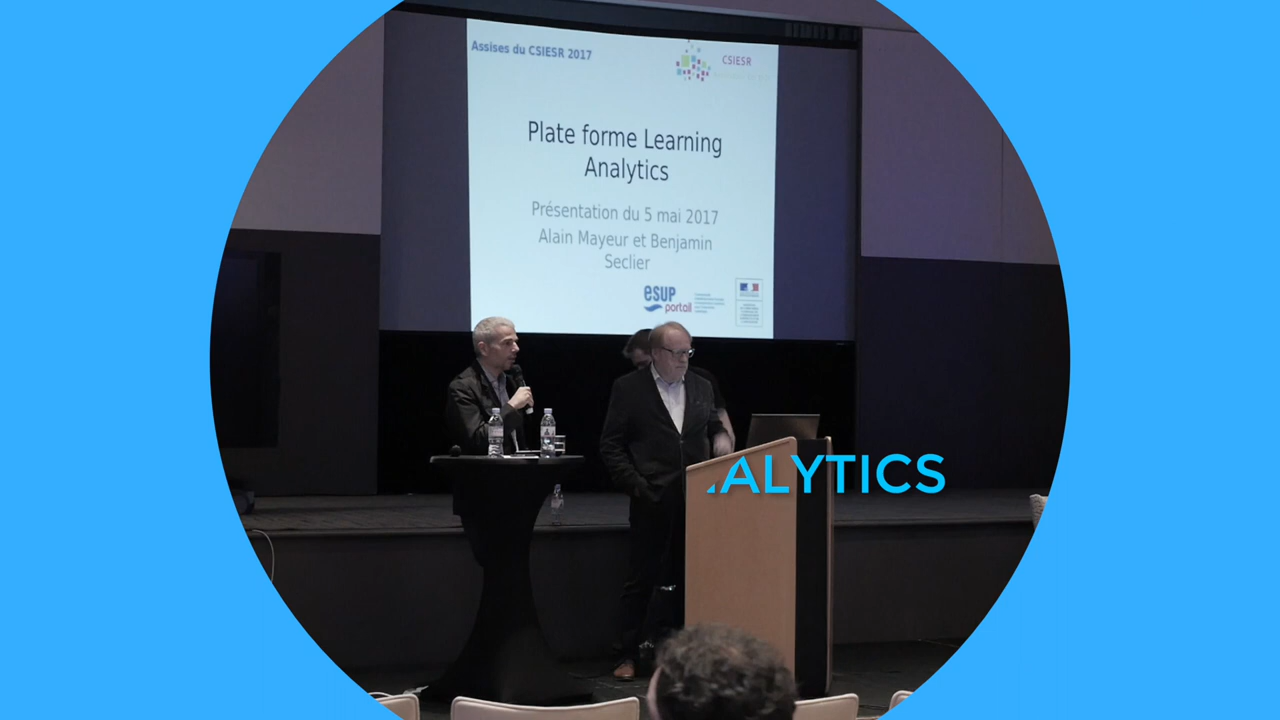 Assises du CSIESR 2017
CSIESR
Plate forme Learning
Analytics
Présentation du 5 mai 2017
Alain Mayeur et Benjamin
Seclier
esup
portail
ALYTICS